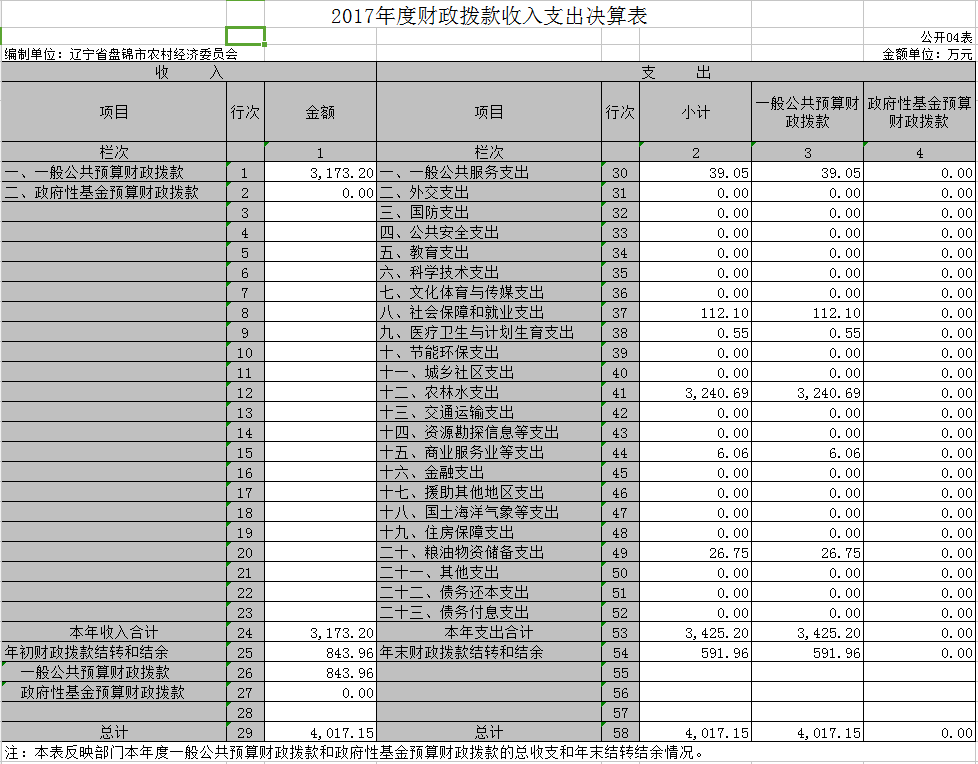 2017年度财政拨款收入支出决算表
公开04表
编制单位：辽宁省盘锦市农村经济委员会 金额单位：万元
收 入 支 出
项目 行次 金额 项目 行次 小计 一般公共预算财政拨款 政府性基金预算财政拨款
栏次 1 栏次 2 3 4
一、一般公共预算财政拨款 1 3,173.20 一、一般公共服务支出 30 39.05 39.05 0.00
二、政府性基金预算财政拨款 2 0.00 二、外交支出 31 0.00 0.00 0.00
3 三、国防支出 32 0.00 0.00 0.00
4 四、公共安全支出 33 0.00 0.00 0.00
5 五、教育支出 34 0.00 0.00 0.00
6 六、科学技术支出 35 0.00 0.00 0.00
7 七、文化体育与传媒支出 36 0.00 0.00 0.00
8 八、社会保障和就业支出 37 112.10 112.10 0.00
9 九、医疗卫生与计划生育支出 38 0.55 0.55 0.00
10 十、节能环保支出 39 0.00 0.00 0.00
11 十一、城乡社区支出 40 0.00 0.00 0.00
12 十二、农林水支出 41 3,240.69 3,240.69 0.00
13 十三、交通运输支出 42 0.00 0.00 0.00
14 十四、资源勘探信息等支出 43 0.00 0.00 0.00
15 十五、商业服务业等支出 44 6.06 6.06 0.00
16 十六、金融支出 45 0.00 0.00 0.00
17 十七、援助其他地区支出 46 0.00 0.00 0.00
18 十八、国土海洋气象等支出 47 0.00 0.00 0.00
19 十九、住房保障支出 48 0.00 0.00 0.00
20 二十、粮油物资储备支出 49 26.75 26.75 0.00
21 二十一、其他支出 50 0.00 0.00 0.00
22 二十二、债务还本支出 51 0.00 0.00 0.00
23 二十三、债务付息支出 52 0.00 0.00 0.00
本年收入合计 24 3,173.20 本年支出合计 53 3,425.20 3,425.20 0.00
年初财政拨款结转和结余 25 843.96 年末财政拨款结转和结余 54 591.96 591.96 0.00
一般公共预算财政拨款 26 843.96 55
政府性基金预算财政拨款 27 0.00 56
28 57
总计 29 4,017.15 总计 58 4,017.15 4,017.15 0.00
注：本表反映部门本年度一般公共预算财政拨款和政府性基金预算财政拨款的总收支和年末结转结余情况。